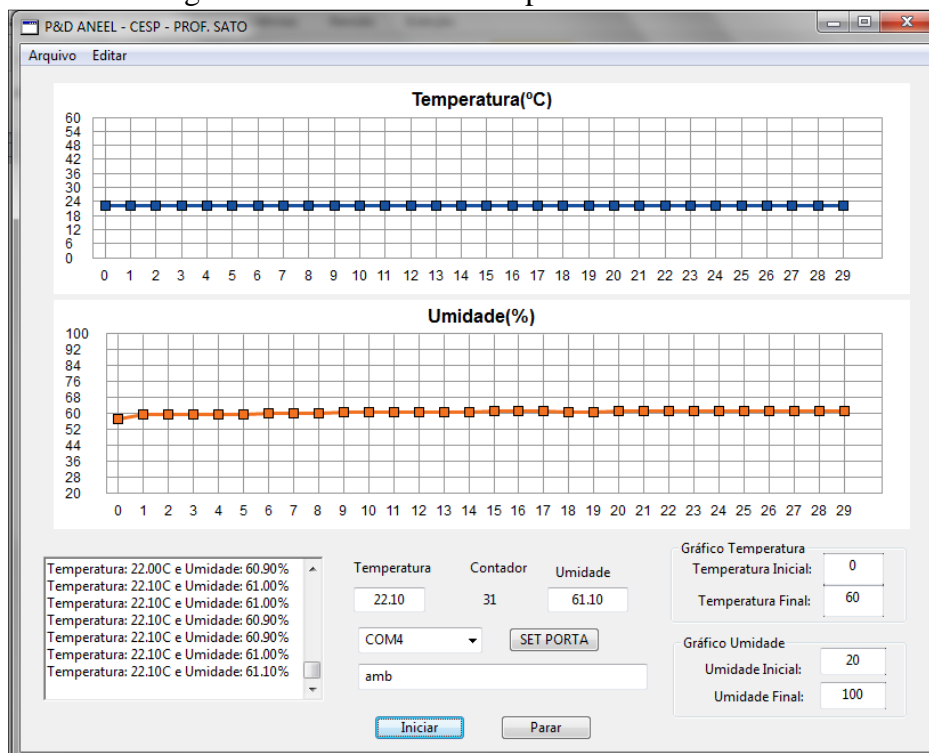 P&D ANEEL - CESP - PROF. SATO
Arquivo Editar
Temperatura(ºC)
60
54
48
42
36
30
24
18
12
6
0
0 1 2 3 4 5 6 7 8 9 10 11 12 13 14 15 16 17 18 19 20 21 22 23 24 25 26 27 28 29
Umidade(%)
100
92
84
76
68
60
52
44
36
28
20
0 1 2 3 4 5 6 7 8 9 10 11 12 13 14 15 16 17 18 19 20 21 22 23 24 25 26 27 28 29
Temperatura: 22.00C e Umidade: 60.90%
Temperatura: 22.10C e Umidade: 61.00%
Temperatura: 22.10C e Umidade: 61.00%
Temperatura: 22.10C e Umidade: 60.90%
Temperatura: 22.10C e Umidade: 60.90%
Temperatura: 22.10C e Umidade: 61.00%
Temperatura: 22.10C e Umidade: 61.10%
Temperatura Contador Umidade
22.10 31 61.10
COM4 SET PORTA
amb
Iniciar Parar
Gráfico Temperatura
Temperatura Inicial: 0
Temperatura Final: 60
Gráfico Umidade
Umidade Inicial: 20
Umidade Final: 100